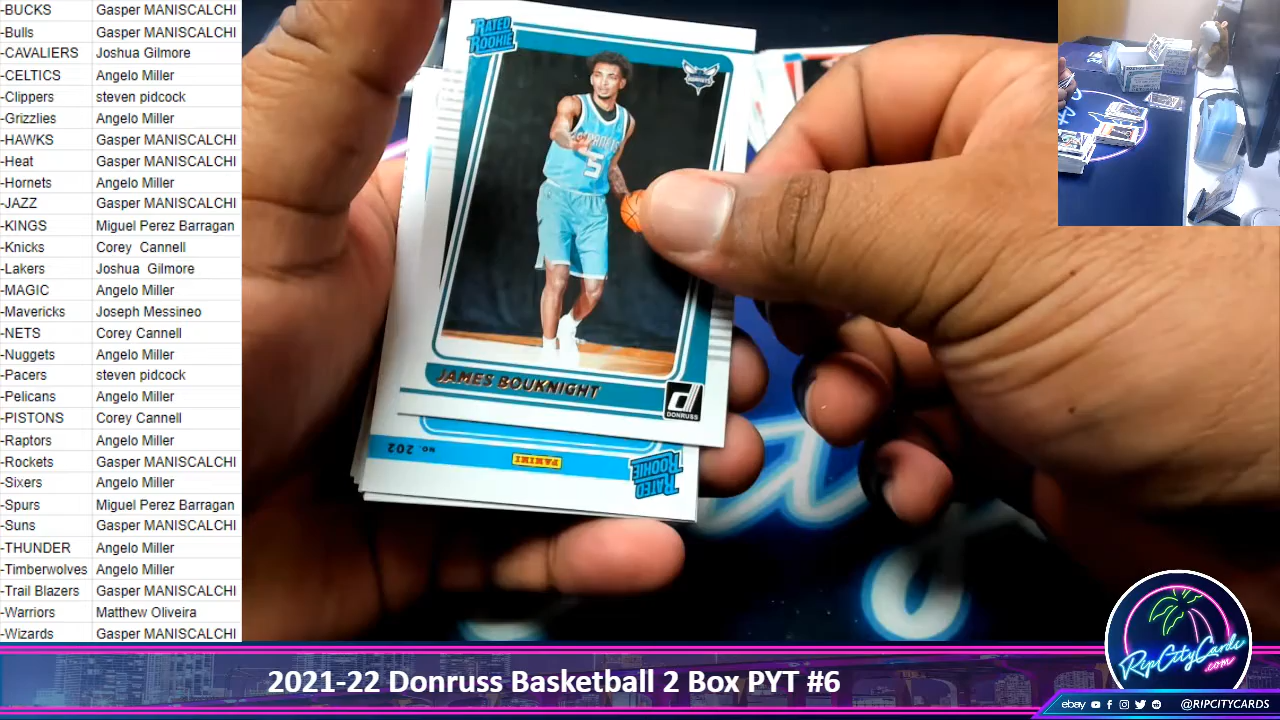 -BUCKS Gasper MANISCALCHI
-Bulls Gasper MANISCALCHI
-CAVALIERS Joshua Gilmore
-CELTICS Angelo Miller
-Clippers steven pidcock
-Grizzlies Angelo Miller
-HAWKS Gasper MANISCALCHI
-Heat Gasper MANISCALCHI
-Hornets Angelo Miller
-JAZZ Gasper MANISCALCHI
-KINGS Miguel Perez Barragan
-Knicks Corey Cannell
-Lakers Joshua Gilmore
-MAGIC Angelo Miller
-Mavericks Joseph Messineo
-NETS Corey Cannell
-Nuggets Angelo Miller
-Pacers steven pidcock
-Pelicans Angelo Miller
-PISTONS Corey Cannell
-Raptors Angelo Miller
-Rockets Gasper MANISCALCHI
-Sixers Angelo Miller
-Spurs Miguel Perez Barragan
-Suns Gasper MANISCALCHI
-THUNDER Angelo Miller
-Timberwolves Angelo Miller
-Trail Blazers Gasper MANISCALCHI
-Warriors Matthew Oliveira
-Wizards Gasper MANISCALCHI
RATED
ROOKIE
HORNETS
5
JAMES BOUKNIGHT
DONRUSS
NO. 202
PANINI
RATED
ROOKIE
RipCityCards
.com
2021-22 Donruss Basketball 2 Box PYT #6
ebay
@RIPCITYCARDS